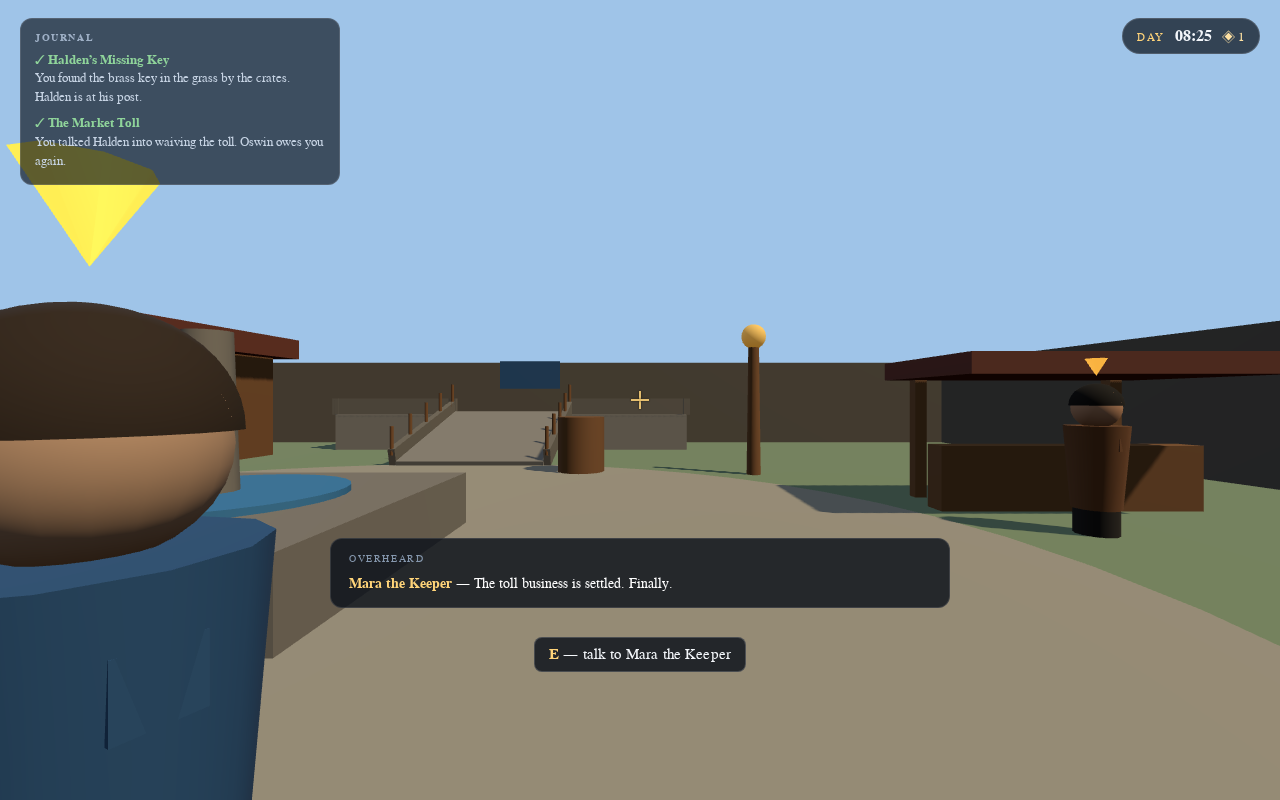 JOURNAL
✓ Halden's Missing Key
You found the brass key in the grass by the crates.
Halden is at his post.
✓ The Market Toll
You talked Halden into waiving the toll. Oswin owes you
again.
DAY 08:25 ◈ 1
OVERHEARD
Mara the Keeper — The toll business is settled. Finally.
E — talk to Mara the Keeper